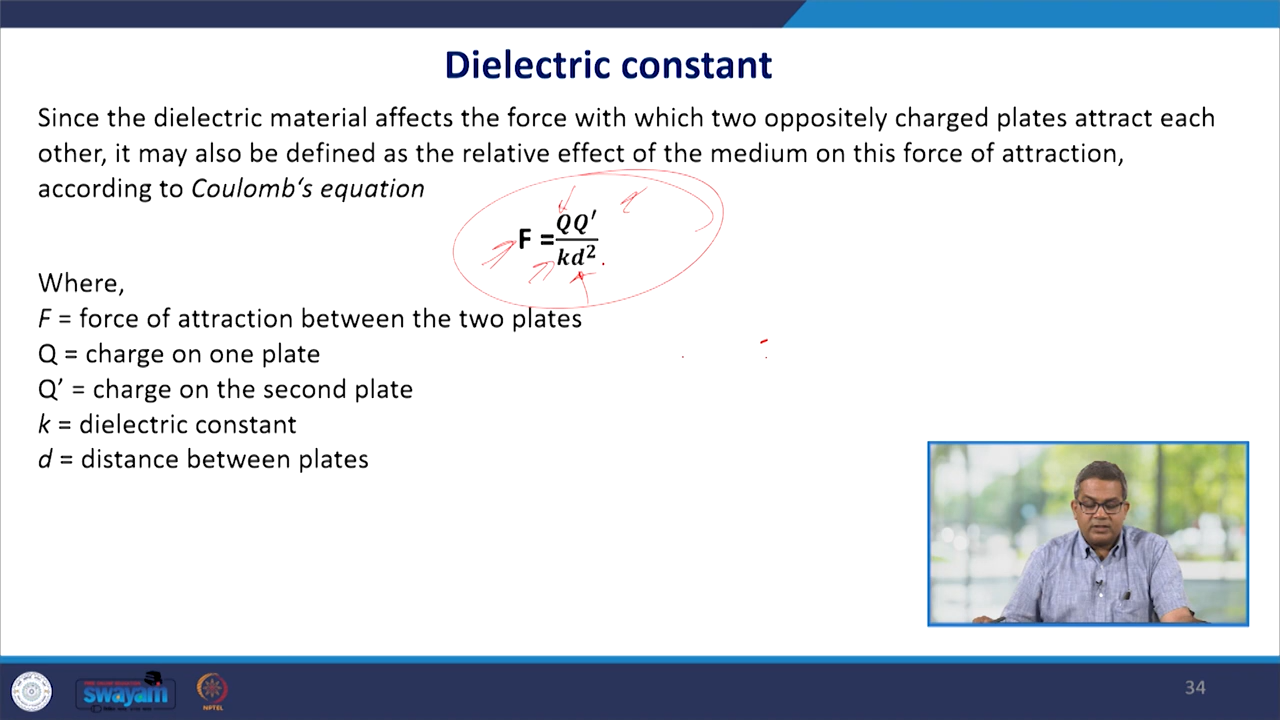 Dielectric constant
Since the dielectric material affects the force with which two oppositely charged plates attract each
other, it may also be defined as the relative effect of the medium on this force of attraction,
according to Coulomb‘s equation
F = QQ′ / kd²
Where,
F = force of attraction between the two plates
Q = charge on one plate
Q’ = charge on the second plate
k = dielectric constant
d = distance between plates
swayam
NPTEL
34